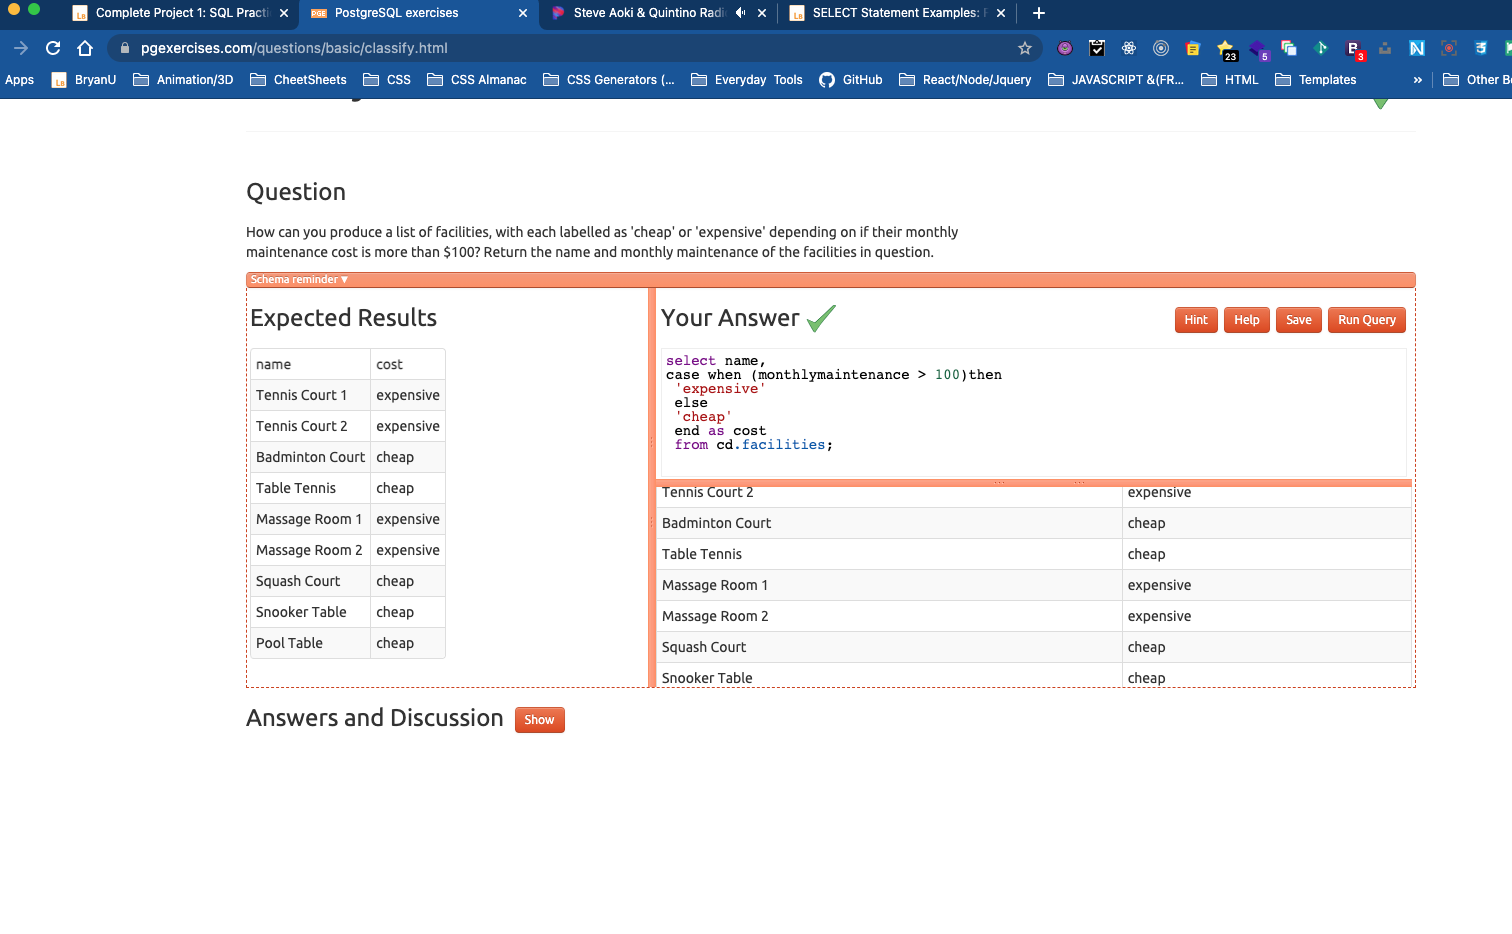 Complete Project 1: SQL Practi
PostgreSQL exercises
Steve Aoki & Quintino Radi
SELECT Statement Examples:
pgexercises.com/questions/basic/classify.html
23
5
3
Apps
BryanU
Animation/3D
CheetSheets
CSS
CSS Almanac
CSS Generators (...
Everyday Tools
GitHub
React/Node/Jquery
JAVASCRIPT &(FR...
HTML
Templates
»
Other B
Question
How can you produce a list of facilities, with each labelled as 'cheap' or 'expensive' depending on if their monthly
maintenance cost is more than $100? Return the name and monthly maintenance of the facilities in question.
Schema reminder ▼
Expected Results
name cost
Tennis Court 1 expensive
Tennis Court 2 expensive
Badminton Court cheap
Table Tennis cheap
Massage Room 1 expensive
Massage Room 2 expensive
Squash Court cheap
Snooker Table cheap
Pool Table cheap
Your Answer
Hint
Help
Save
Run Query
select name,
case when (monthlymaintenance > 100)then
'expensive'
else
'cheap'
end as cost
from cd.facilities;
Tennis Court 2 expensive
Badminton Court cheap
Table Tennis cheap
Massage Room 1 expensive
Massage Room 2 expensive
Squash Court cheap
Snooker Table cheap
Answers and Discussion
Show